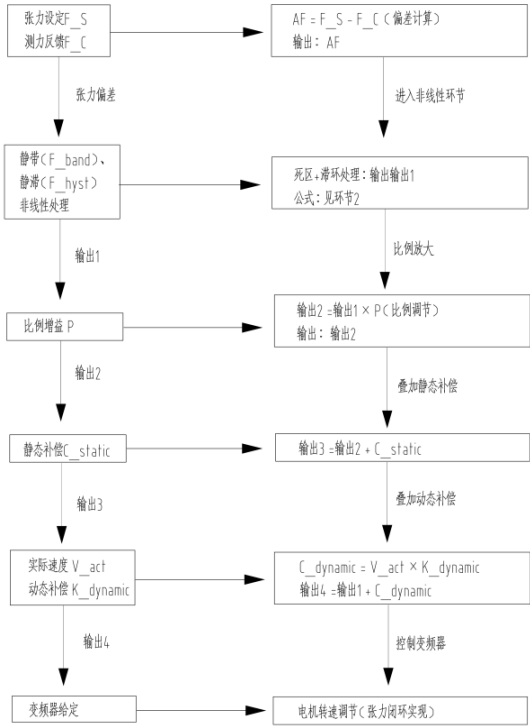 张力设定F_S
测力反馈F_C
AF = F_S - F_C (偏差计算)
输出: AF
张力偏差
进入非线性环节
静带(F_band)、
静滞(F_hyst)
非线性处理
死区+滞环处理: 输出输出1
公式: 见环节2
输出1
比例放大
比例增益 P
输出2 =输出1 × P(比例调节)
输出: 输出2
输出2
叠加静态补偿
静态补偿C_static
输出3 =输出2 + C_static
输出3
叠加动态补偿
实际速度 V_act
动态补偿 K_dynamic
C_dynamic = V_act × K_dynamic
输出4 =输出1 + C_dynamic
输出4
控制变频器
变频器给定
电机转速调节(张力闭环实现)